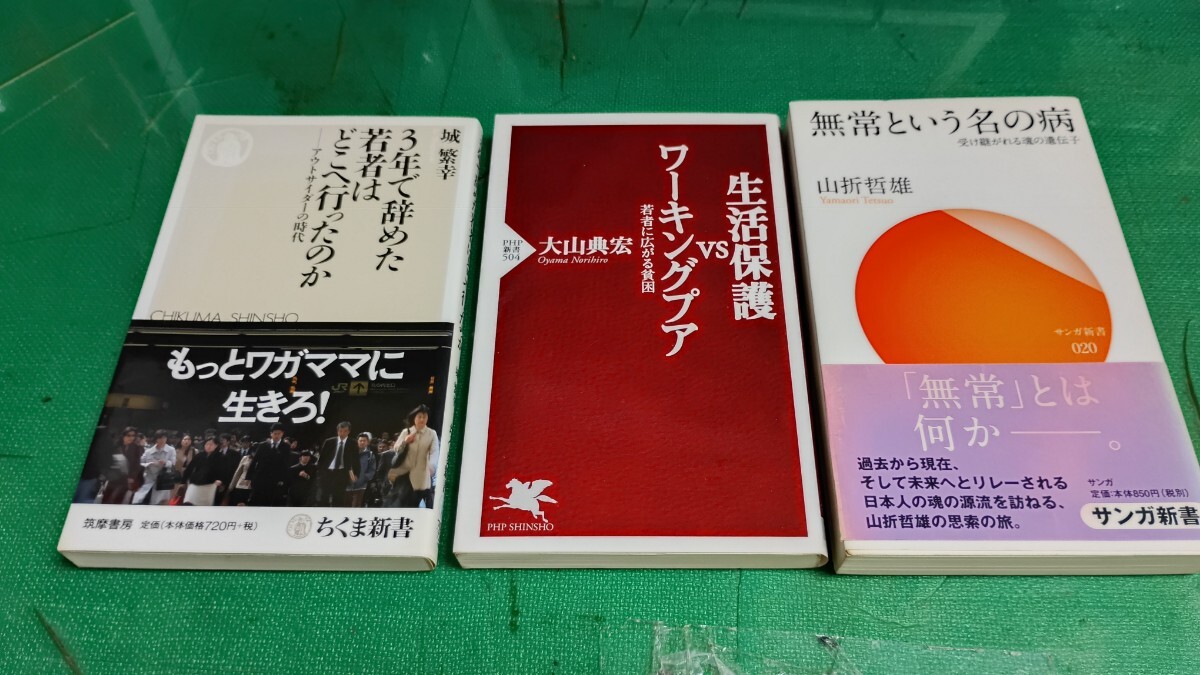 城 繁幸
3年で辞めた
若者は
どこへ行ったのか
──アウトサイダーの時代
CHIKUMA SHINSHO
もっとワガママに
生きろ!
JR
筑摩書房 定価(本体価格720円+税)
ちくま新書
生活保護
VS
ワーキングプア
若者に広がる貧困
大山典宏
Oyama Norihiro
PHP
新書
504
PHP SHINSHO
無常という名の病
受け継がれる魂の遺伝子
山折哲雄
Yamaori Tetsuo
サンガ新書
020
「無常」とは
何か──。
過去から現在、
そして未来へとリレーされる
日本人の魂の源流を訪ねる、
山折哲雄の思索の旅。
サンガ
定価:本体850円(税別)
サンガ新書